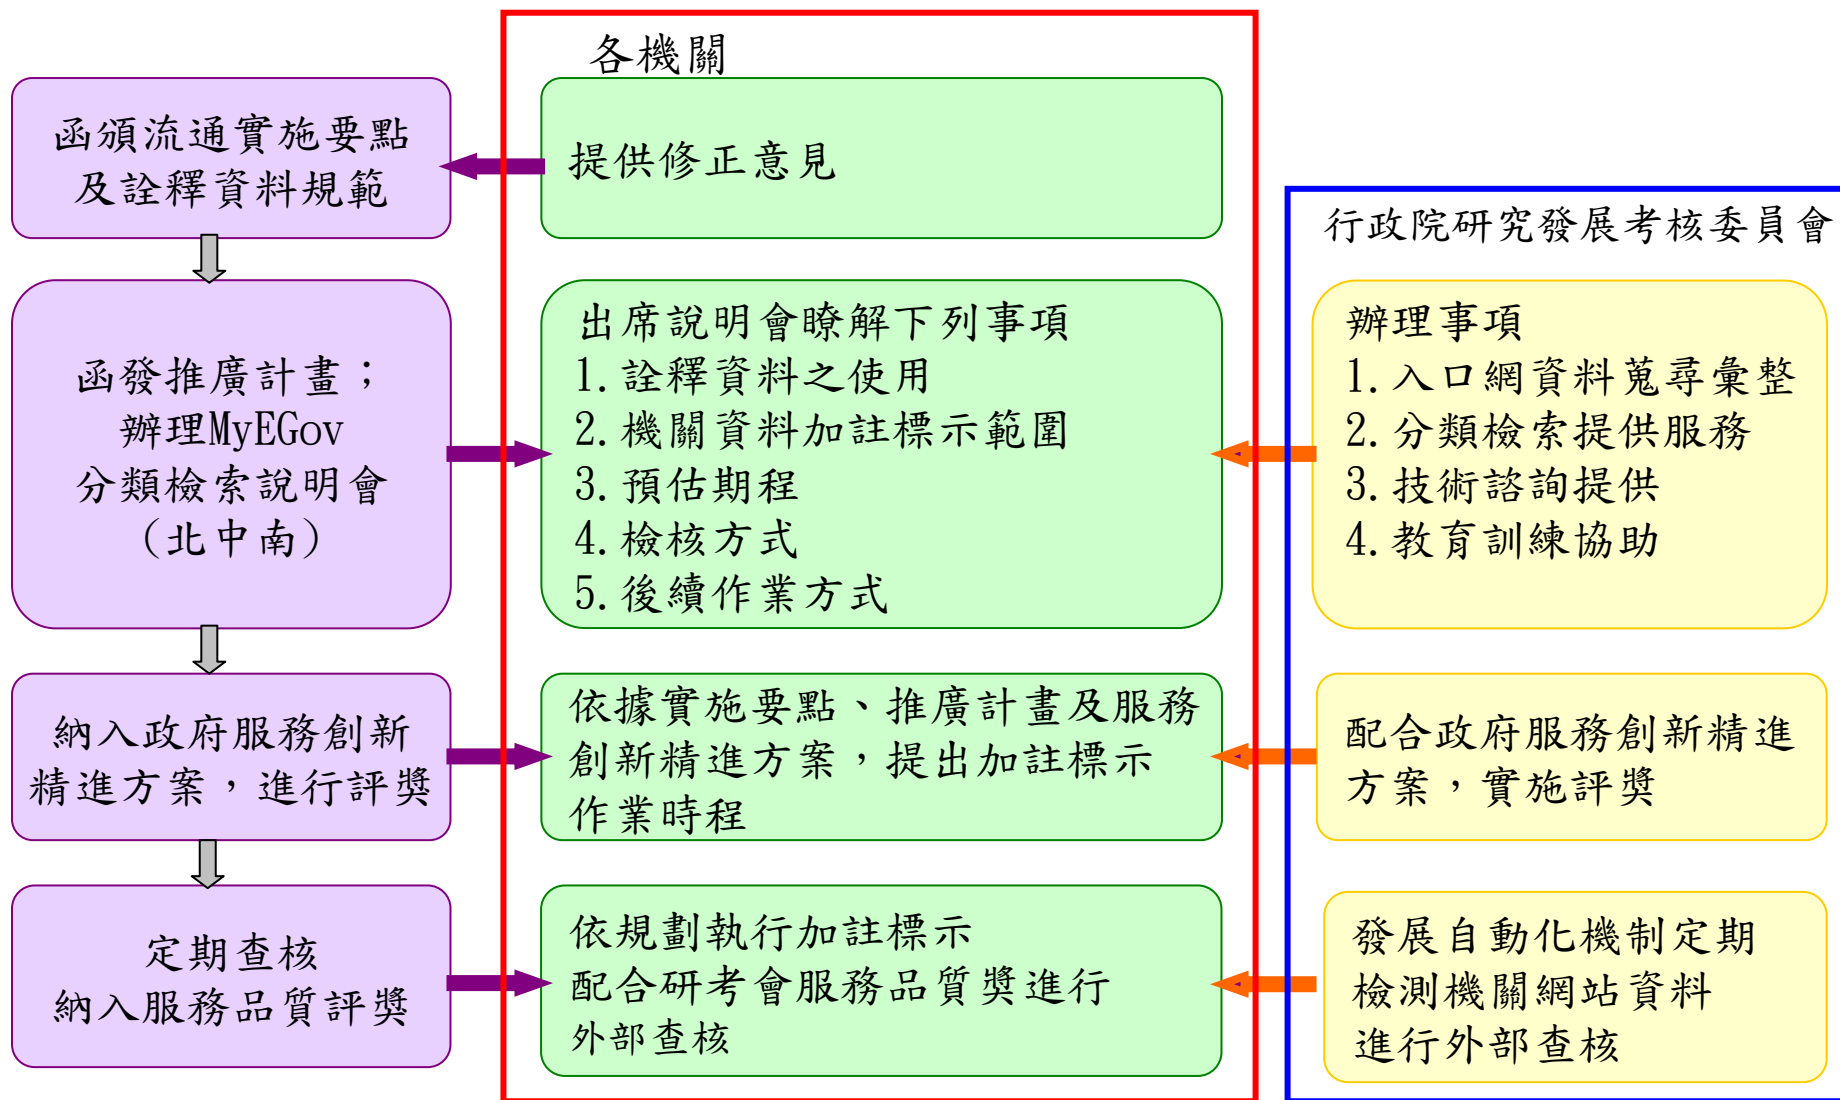 各機關
函頒流通實施要點
及詮釋資料規範
提供修正意見
行政院研究發展考核委員會
函發推廣計畫；
辦理MyEGov
分類檢索說明會
(北中南)
出席說明會瞭解下列事項
1.詮釋資料之使用
2.機關資料加註標示範圍
3.預估期程
4.檢核方式
5.後續作業方式
辦理事項
1.入口網資料蒐尋彙整
2.分類檢索提供服務
3.技術諮詢提供
4.教育訓練協助
納入政府服務創新
精進方案，進行評獎
依據實施要點、推廣計畫及服務
創新精進方案，提出加註標示
作業時程
配合政府服務創新精進
方案，實施評獎
定期查核
納入服務品質評獎
依規劃執行加註標示
配合研考會服務品質獎進行
外部查核
發展自動化機制定期
檢測機關網站資料
進行外部查核